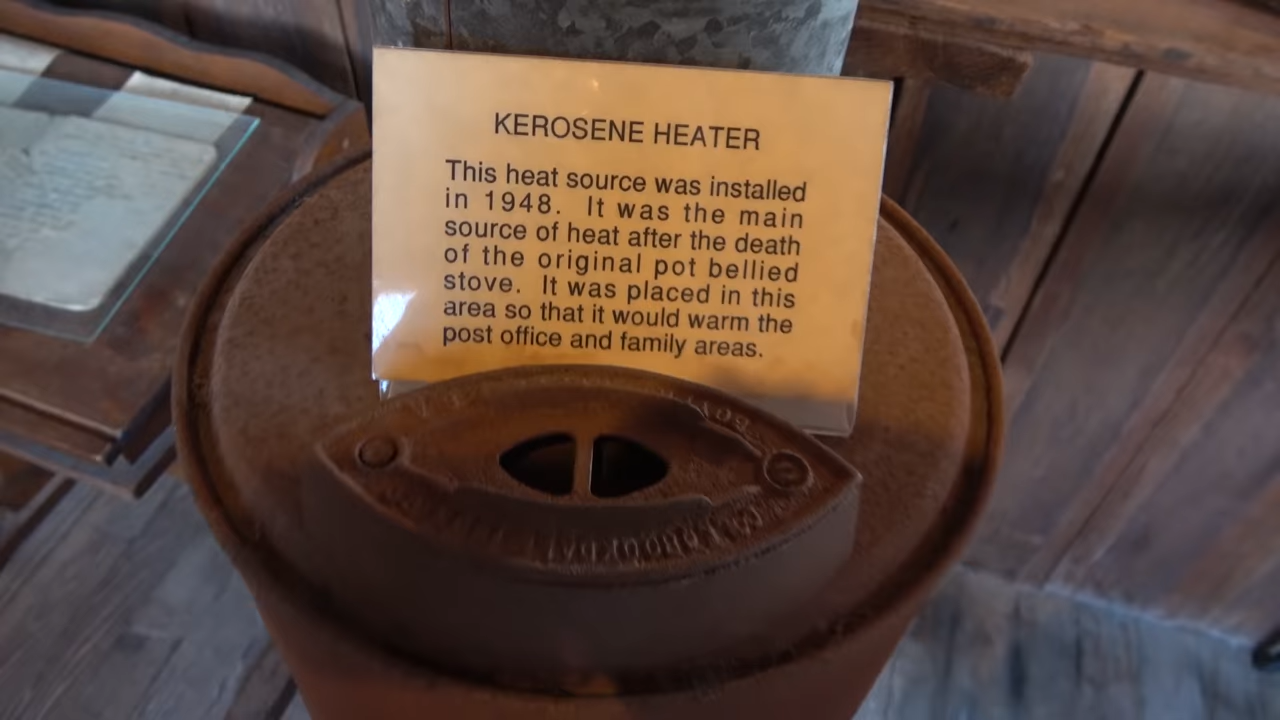 KEROSENE HEATER
This heat source was installed
in 1948. It was the main
source of heat after the death
of the original pot bellied
stove. It was placed in this
area so that it would warm the
post office and family areas.